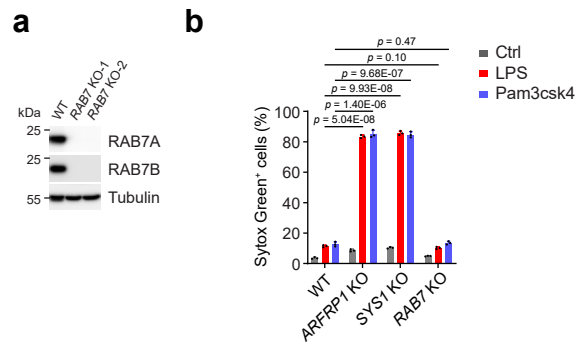 a
kDa
WT
RAB7 KO-1
RAB7 KO-2
25
RAB7A
25
RAB7B
55
Tubulin
b
Ctrl
LPS
Pam3csk4
p = 0.47
p = 0.10
p = 9.68E-07
p = 9.93E-08
p = 1.40E-06
p = 5.04E-08
Sytox Green⁺ cells (%)
100
80
60
40
20
0
WT
ARFRP1 KO
SYS1 KO
RAB7 KO